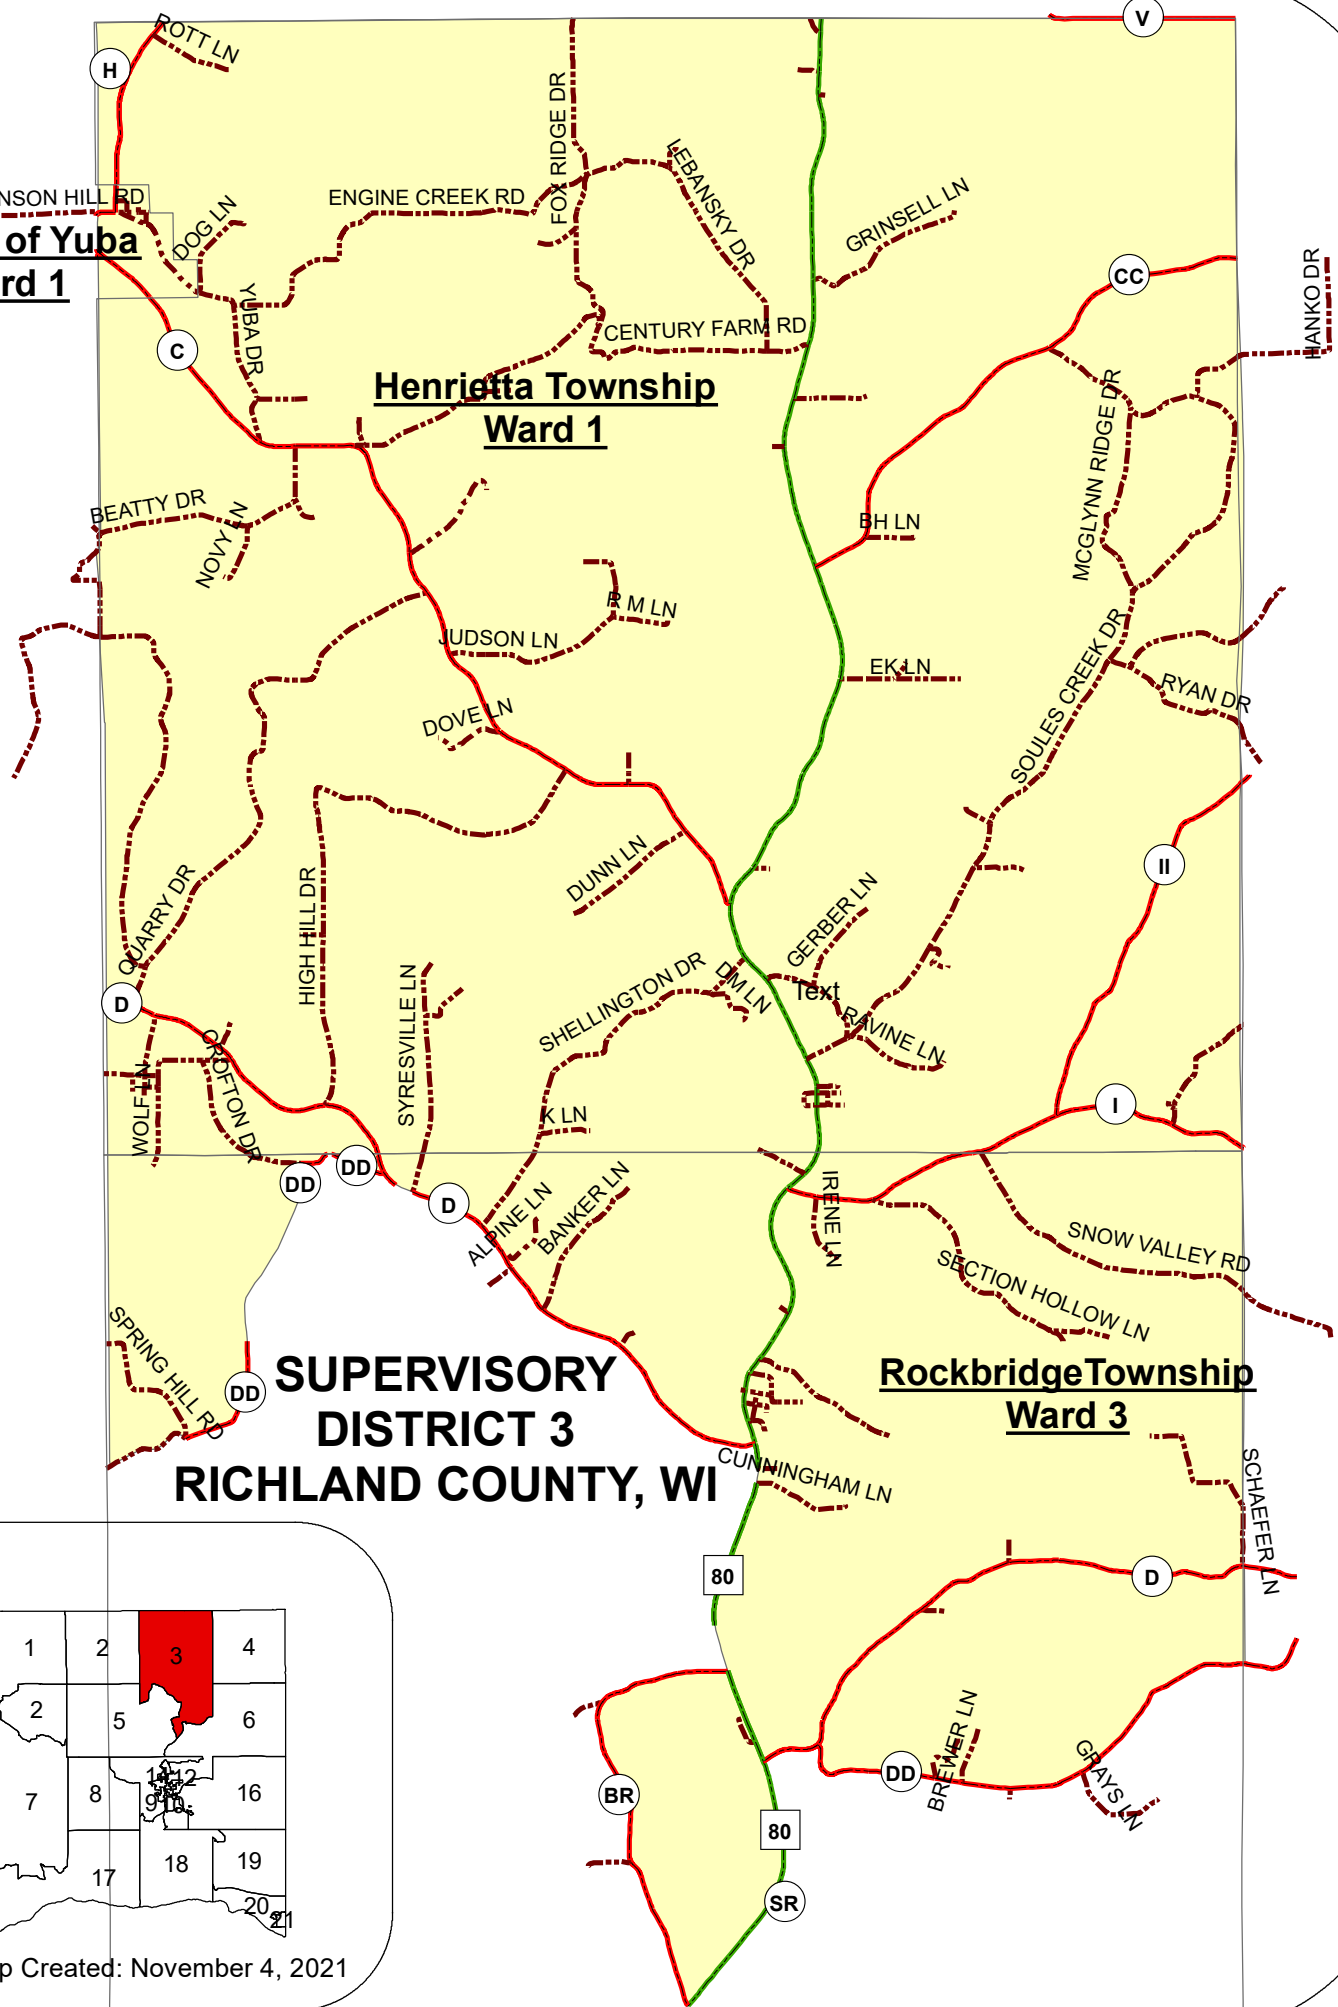 V
ROTT LN
H
FOX RIDGE DR
LEBANSKY DR
NSON HILL RD
ENGINE CREEK RD
DOG LN
GRINSELL LN
of Yuba
rd 1
CC
HANKO DR
YUBA DR
C
CENTURY FARM RD
Henrietta Township
Ward 1
MCGLYNN RIDGE DR
BEATTY DR
NOVY LN
BH LN
R M LN
JUDSON LN
EK LN
SOULES CREEK DR
RYAN DR
DOVE LN
DUNN LN
II
QUARRY DR
HIGH HILL DR
GERBER LN
SYRESVILLE LN
SHELLINGTON DR
DM LN
Text
D
RAVINE LN
WOLF LN
CROFTON DR
K LN
I
DD
DD
D
ALPINE LN
BANKER LN
IRENE LN
SNOW VALLEY RD
SECTION HOLLOW LN
SPRING HILL RD
DD
SUPERVISORY
DISTRICT 3
RICHLAND COUNTY, WI
RockbridgeTownship
Ward 3
CUNNINGHAM LN
SCHAEFER LN
80
D
1
2
3
4
2
5
6
7
8
9
10
12
16
17
18
19
20
21
BREWER LN
DD
GRAYS LN
BR
80
SR
p Created: November 4, 2021